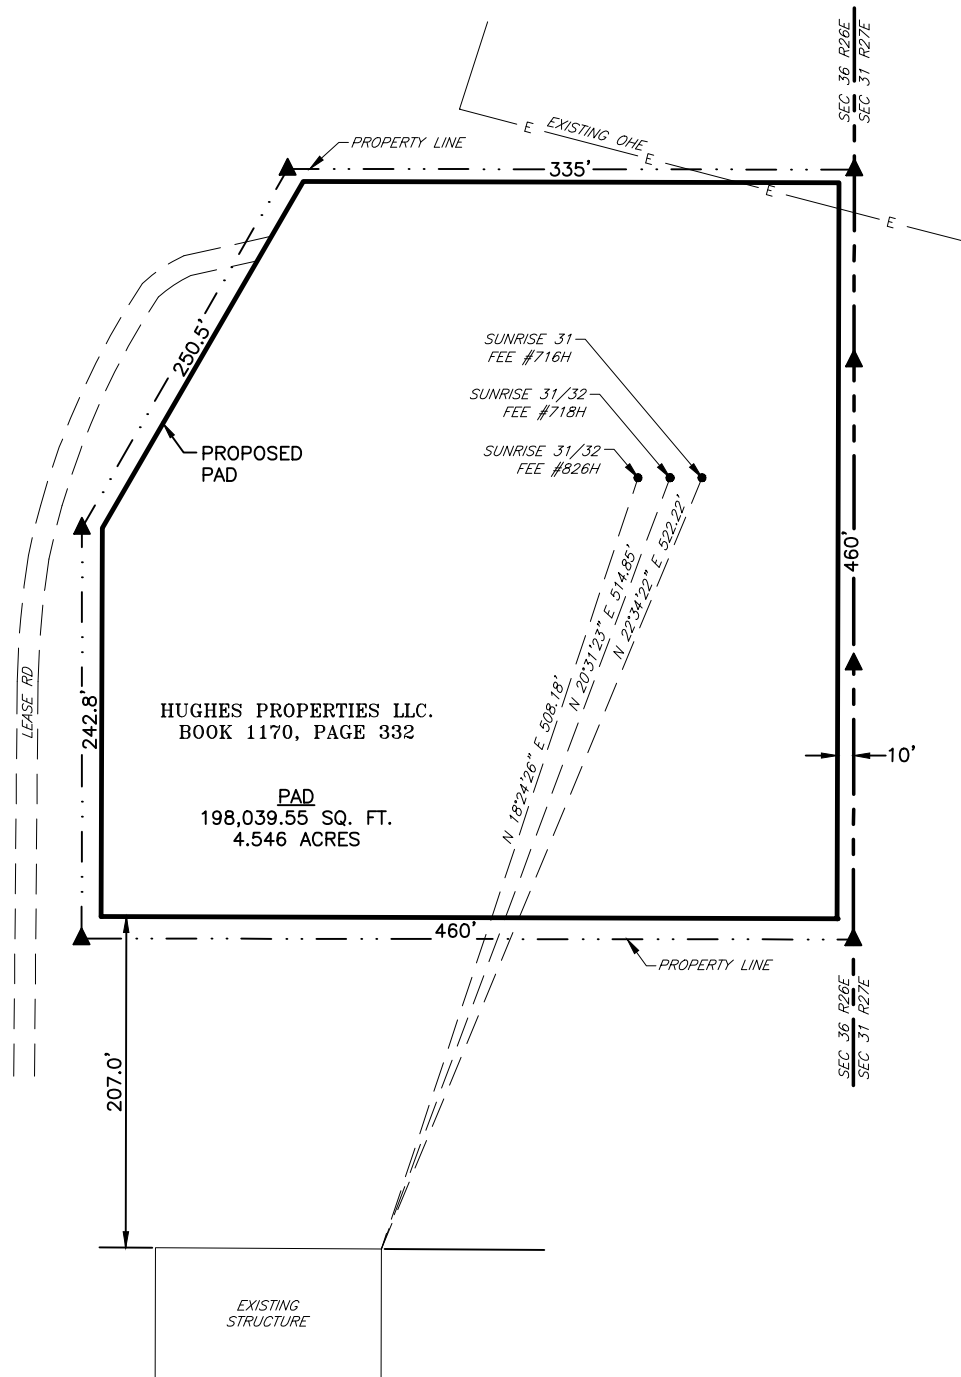 SEC 36 R26E
SEC 31 R27E
E
EXISTING OHE
E
E
E
PROPERTY LINE
335'
250.5'
SUNRISE 31
FEE #716H
SUNRISE 31/32
FEE #718H
SUNRISE 31/32
FEE #826H
PROPOSED
PAD
N 18°24'26" E 508.18'
N 20°31'23" E 514.85'
N 22°34'22" E 522.22'
460'
LEASE RD
242.8'
HUGHES PROPERTIES LLC.
BOOK 1170, PAGE 332
10'
PAD
198,039.55 SQ. FT.
4.546 ACRES
460'
PROPERTY LINE
SEC 36 R26E
SEC 31 R27E
207.0'
EXISTING
STRUCTURE